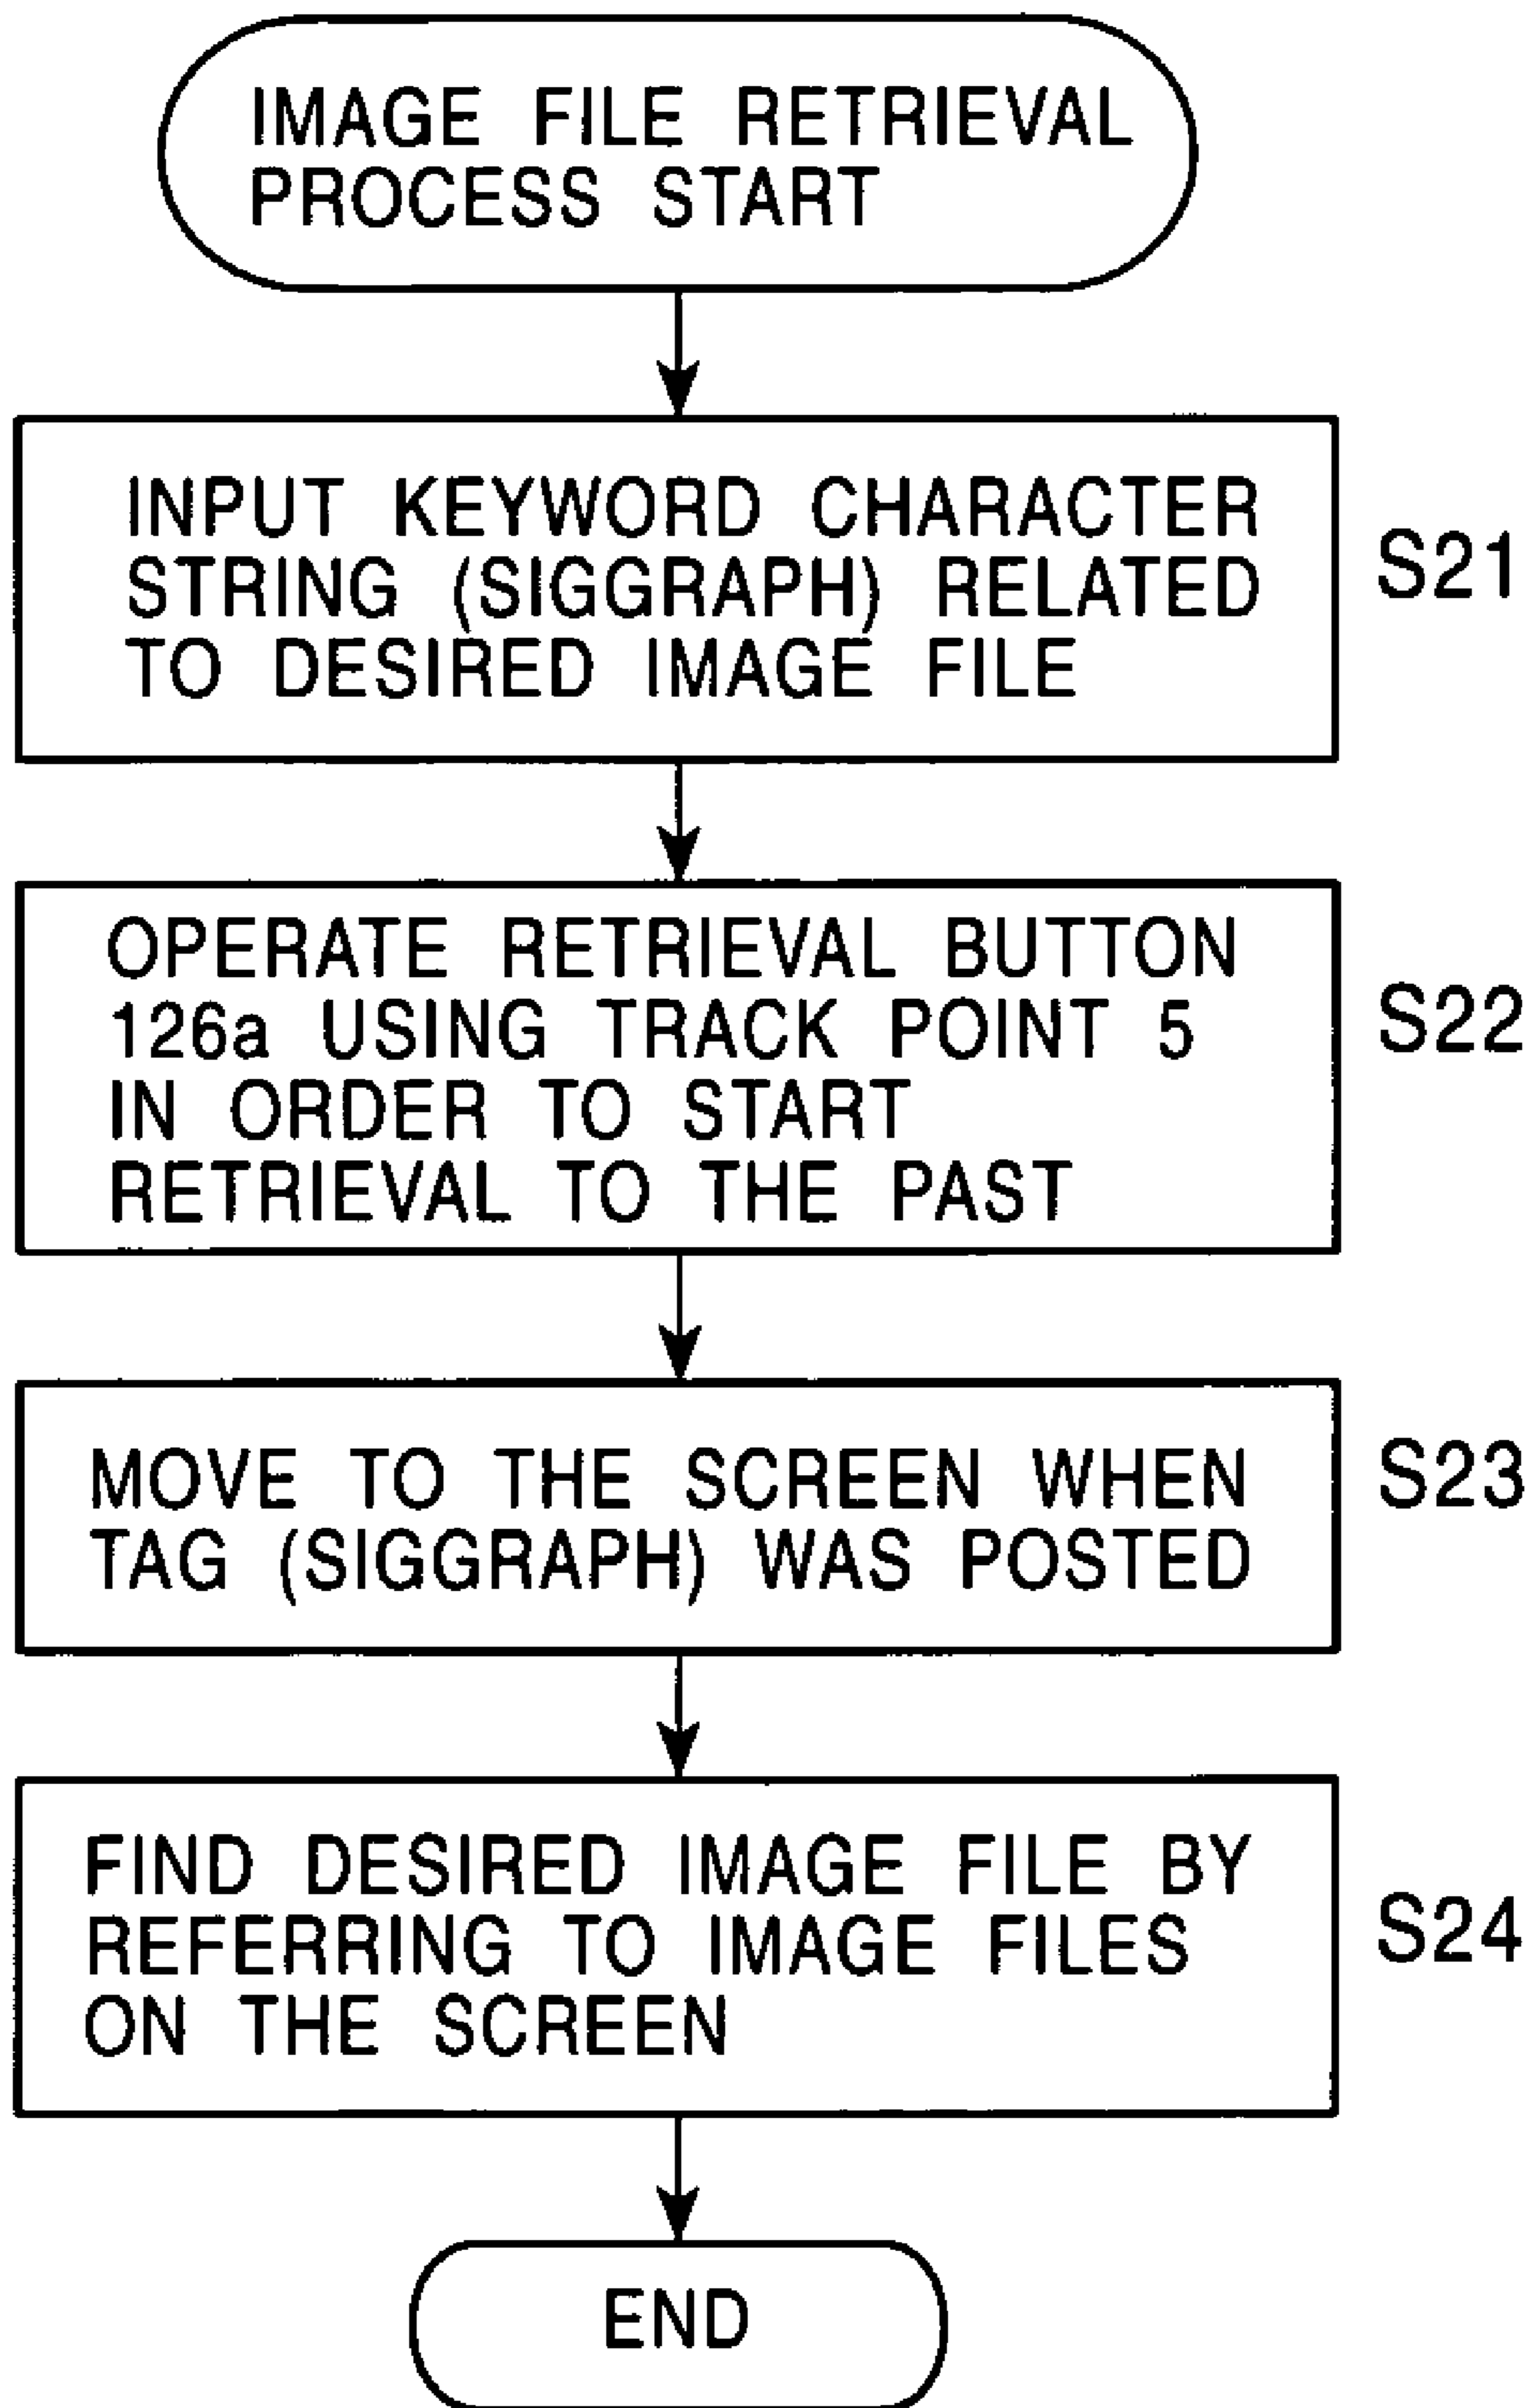 IMAGE FILE RETRIEVAL
PROCESS START
INPUT KEYWORD CHARACTER
STRING (SIGGRAPH) RELATED
TO DESIRED IMAGE FILE
S21
OPERATE RETRIEVAL BUTTON
126a USING TRACK POINT 5
IN ORDER TO START
RETRIEVAL TO THE PAST
S22
MOVE TO THE SCREEN WHEN
TAG (SIGGRAPH) WAS POSTED
S23
FIND DESIRED IMAGE FILE BY
REFERRING TO IMAGE FILES
ON THE SCREEN
S24
END